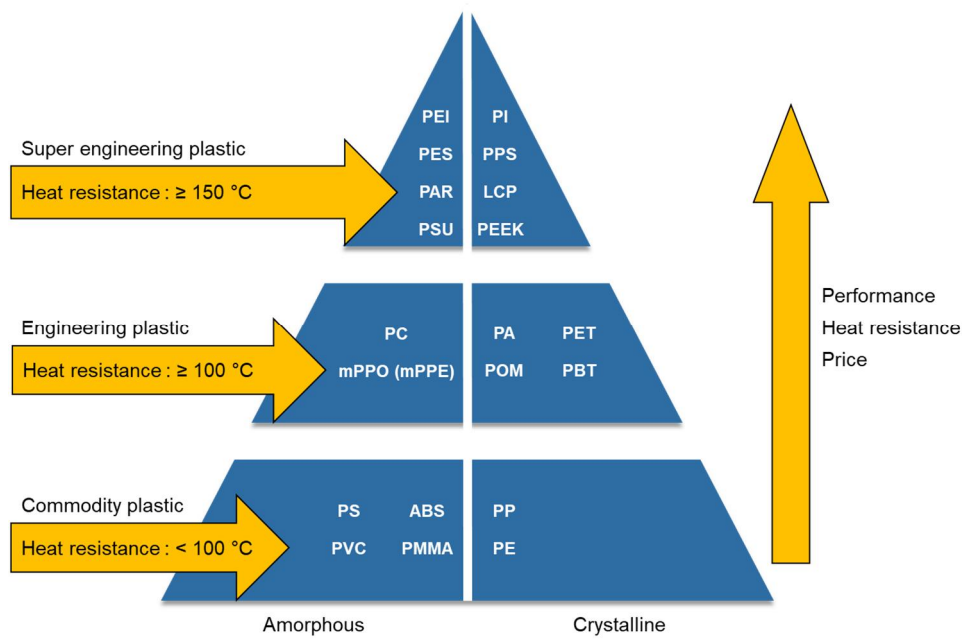 PEI PI
Super engineering plastic
PES PPS
Heat resistance : ≥ 150 °C
PAR LCP
PSU PEEK
Engineering plastic
PC PA PET
Heat resistance : ≥ 100 °C
mPPO (mPPE) POM PBT
Performance
Heat resistance
Price
Commodity plastic
PS ABS PP
Heat resistance : < 100 °C
PVC PMMA PE
Amorphous Crystalline